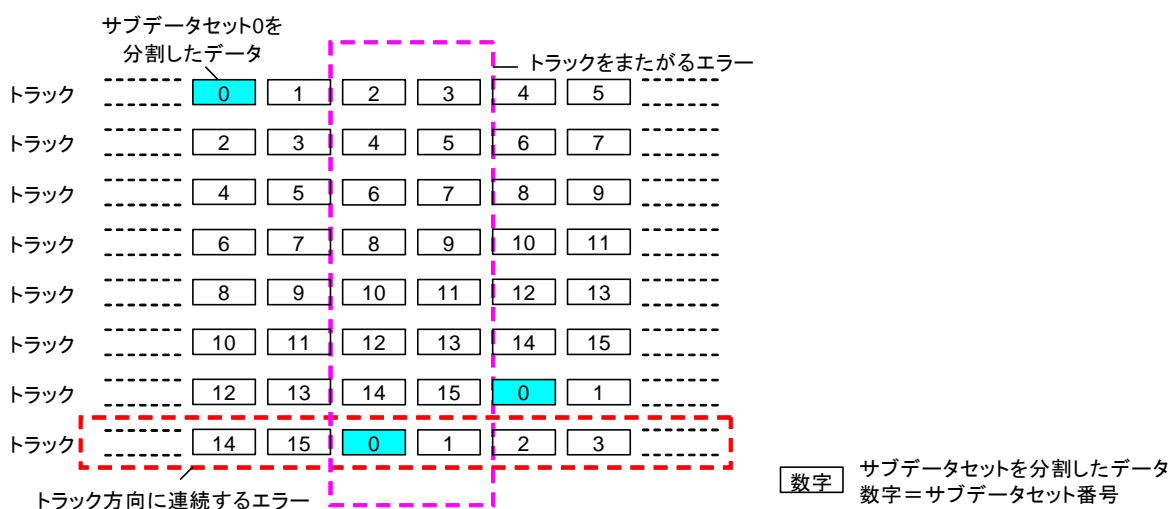 サブデータセット0を
分割したデータ
トラックをまたがるエラー
トラック 0 1 2 3 4 5
トラック 2 3 4 5 6 7
トラック 4 5 6 7 8 9
トラック 6 7 8 9 10 11
トラック 8 9 10 11 12 13
トラック 10 11 12 13 14 15
トラック 12 13 14 15 0 1
トラック 14 15 0 1 2 3
トラック方向に連続するエラー
数字 サブデータセットを分割したデータ
数字＝サブデータセット番号